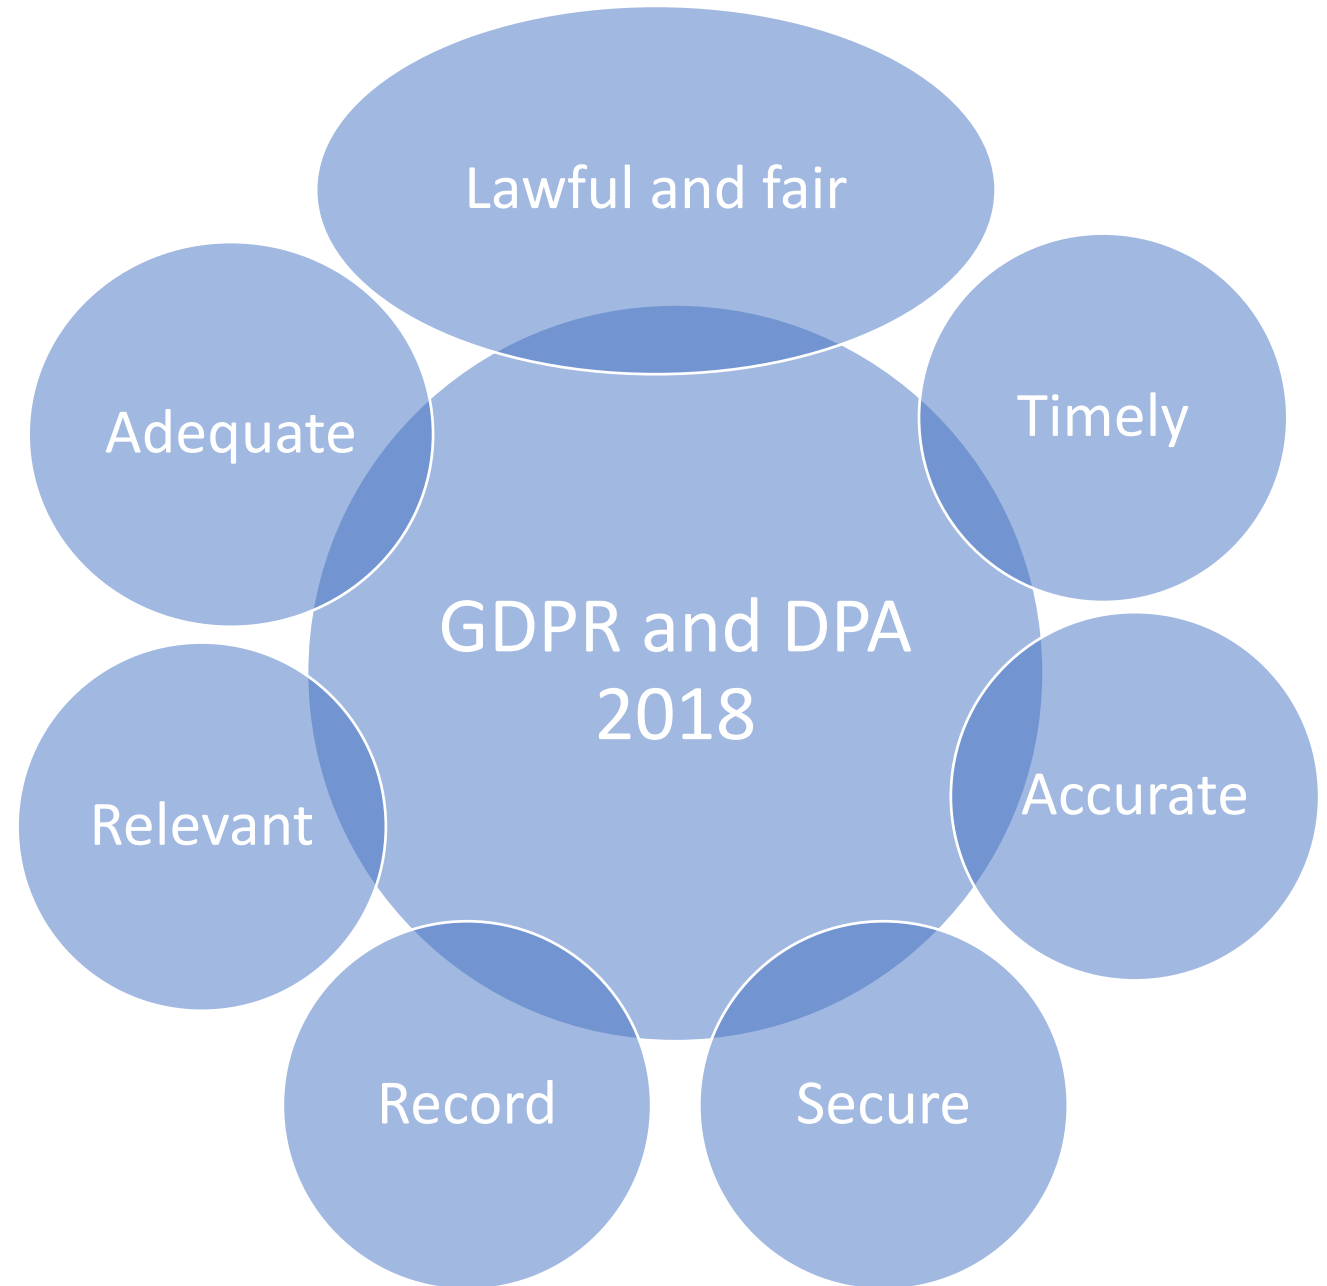 Lawful and fair
Timely
Adequate
GDPR and DPA
2018
Accurate
Relevant
Record
Secure